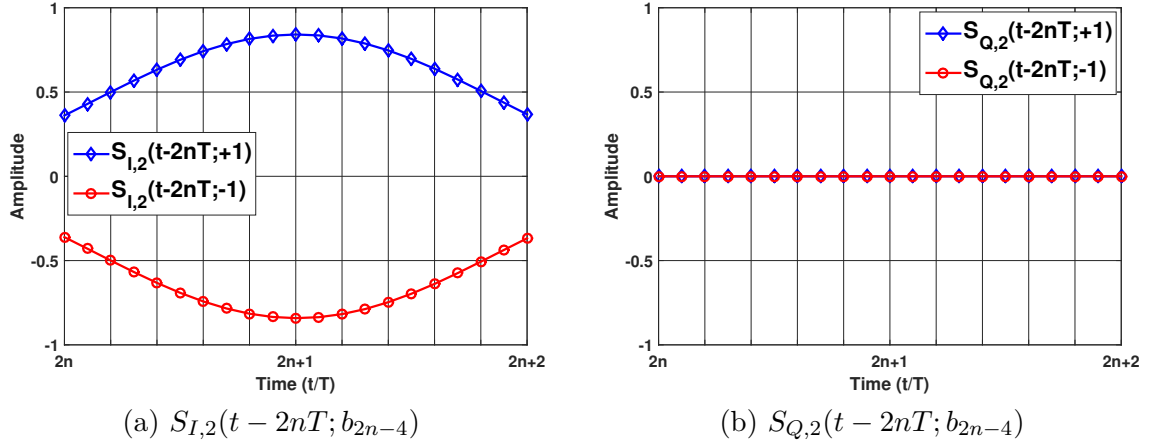 1
0.5
0
-0.5
-1
Amplitude
S_{I,2}(t-2nT;+1)
S_{I,2}(t-2nT;-1)
2n 2n+1 2n+2
Time (t/T)
(a) S_{I,2}(t − 2nT; b_{2n−4})
1
0.5
0
-0.5
-1
Amplitude
S_{Q,2}(t-2nT;+1)
S_{Q,2}(t-2nT;-1)
2n 2n+1 2n+2
Time (t/T)
(b) S_{Q,2}(t − 2nT; b_{2n−4})